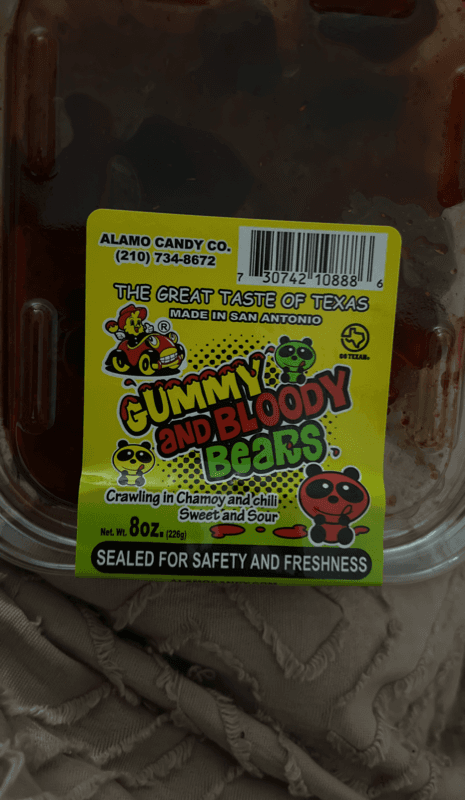 ALAMO CANDY CO.
(210) 734-8672
7 30742 10888 6
THE GREAT TASTE OF TEXAS
MADE IN SAN ANTONIO
®
GO TEXAN.
GUMMY
AND BLOODY
BEARS
Crawling in Chamoy and chili
Sweet and Sour
Net. Wt. 8oz. (226g)
SEALED FOR SAFETY AND FRESHNESS